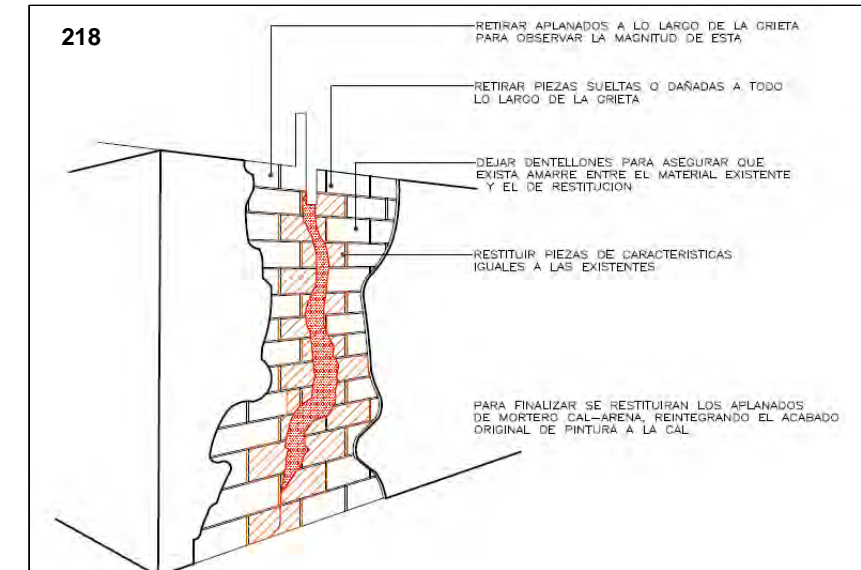 218
RETIRAR APLANADOS A LO LARGO DE LA GRIETA
PARA OBSERVAR LA MAGNITUD DE ESTA
RETIRAR PIEZAS SUELTAS O DAÑADAS A TODO
LO LARGO DE LA GRIETA
DEJAR DENTELLONES PARA ASEGURAR QUE
EXISTA AMARRE ENTRE EL MATERIAL EXISTENTE
Y EL DE RESTITUCION
RESTITUIR PIEZAS DE CARACTERISTICAS
IGUALES A LAS EXISTENTES
PARA FINALIZAR SE RESTITUIRAN LOS APLANADOS
DE MORTERO CAL-ARENA, REINTEGRANDO EL ACABADO
ORIGINAL DE PINTURA A LA CAL